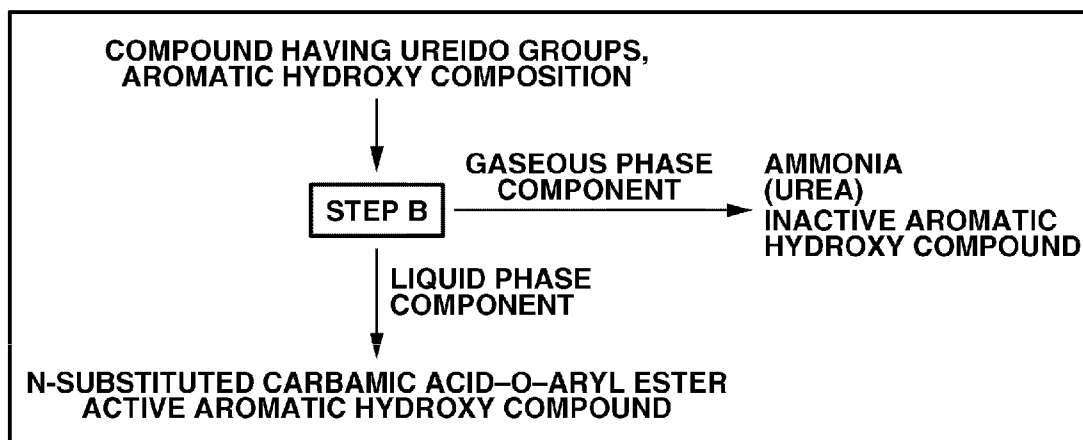 COMPOUND HAVING UREIDO GROUPS,
AROMATIC HYDROXY COMPOSITION
STEP B
GASEOUS PHASE
COMPONENT
AMMONIA
(UREA)
INACTIVE AROMATIC
HYDROXY COMPOUND
LIQUID PHASE
COMPONENT
N-SUBSTITUTED CARBAMIC ACID–O–ARYL ESTER
ACTIVE AROMATIC HYDROXY COMPOUND